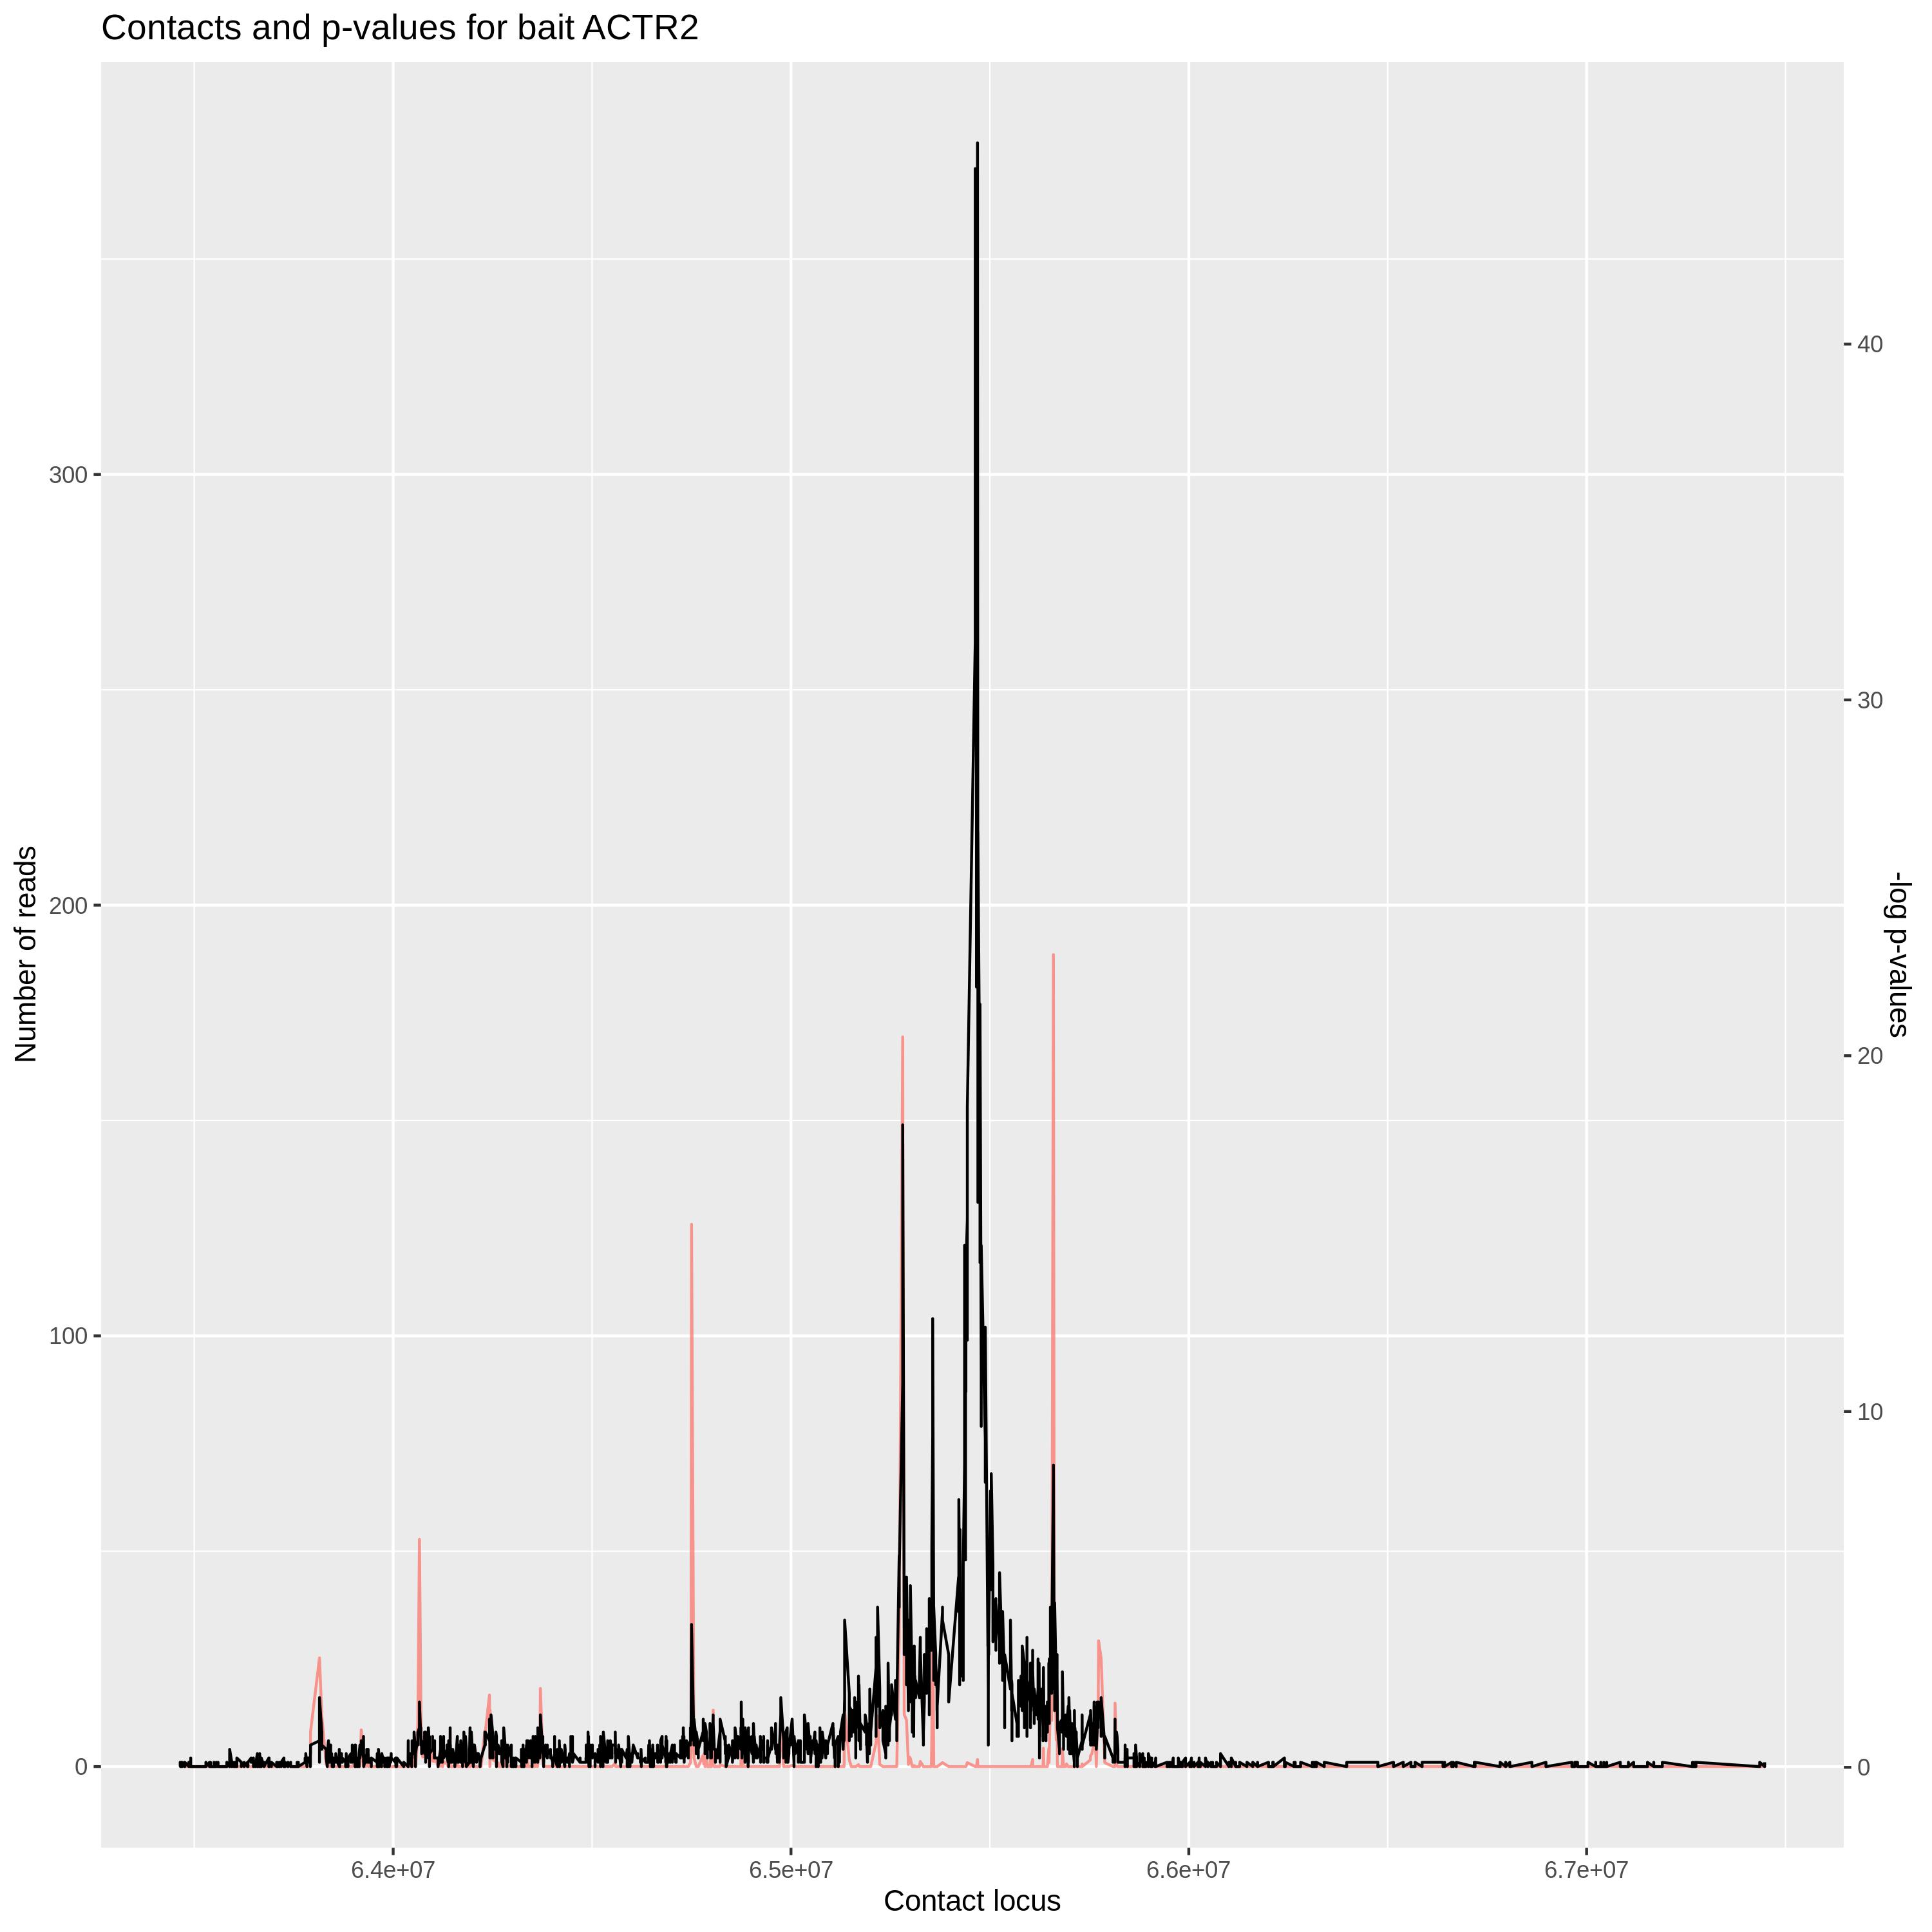 Contacts and p-values for bait ACTR2
Number of reads
300
200
100
0
40
30
20
10
0
-log p-values
6.4e+07
6.5e+07
6.6e+07
6.7e+07
Contact locus